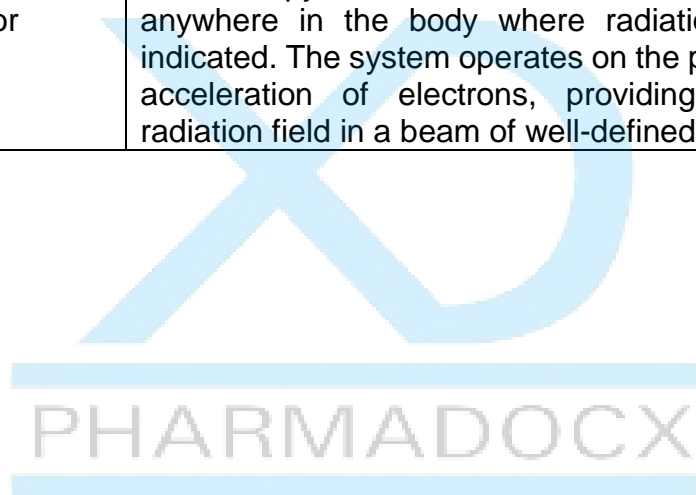 or
anywhere in the body where
indicated. The system operates on the
acceleration of electrons, providing
radiation field in a beam of well-defined
PHARMADOCX